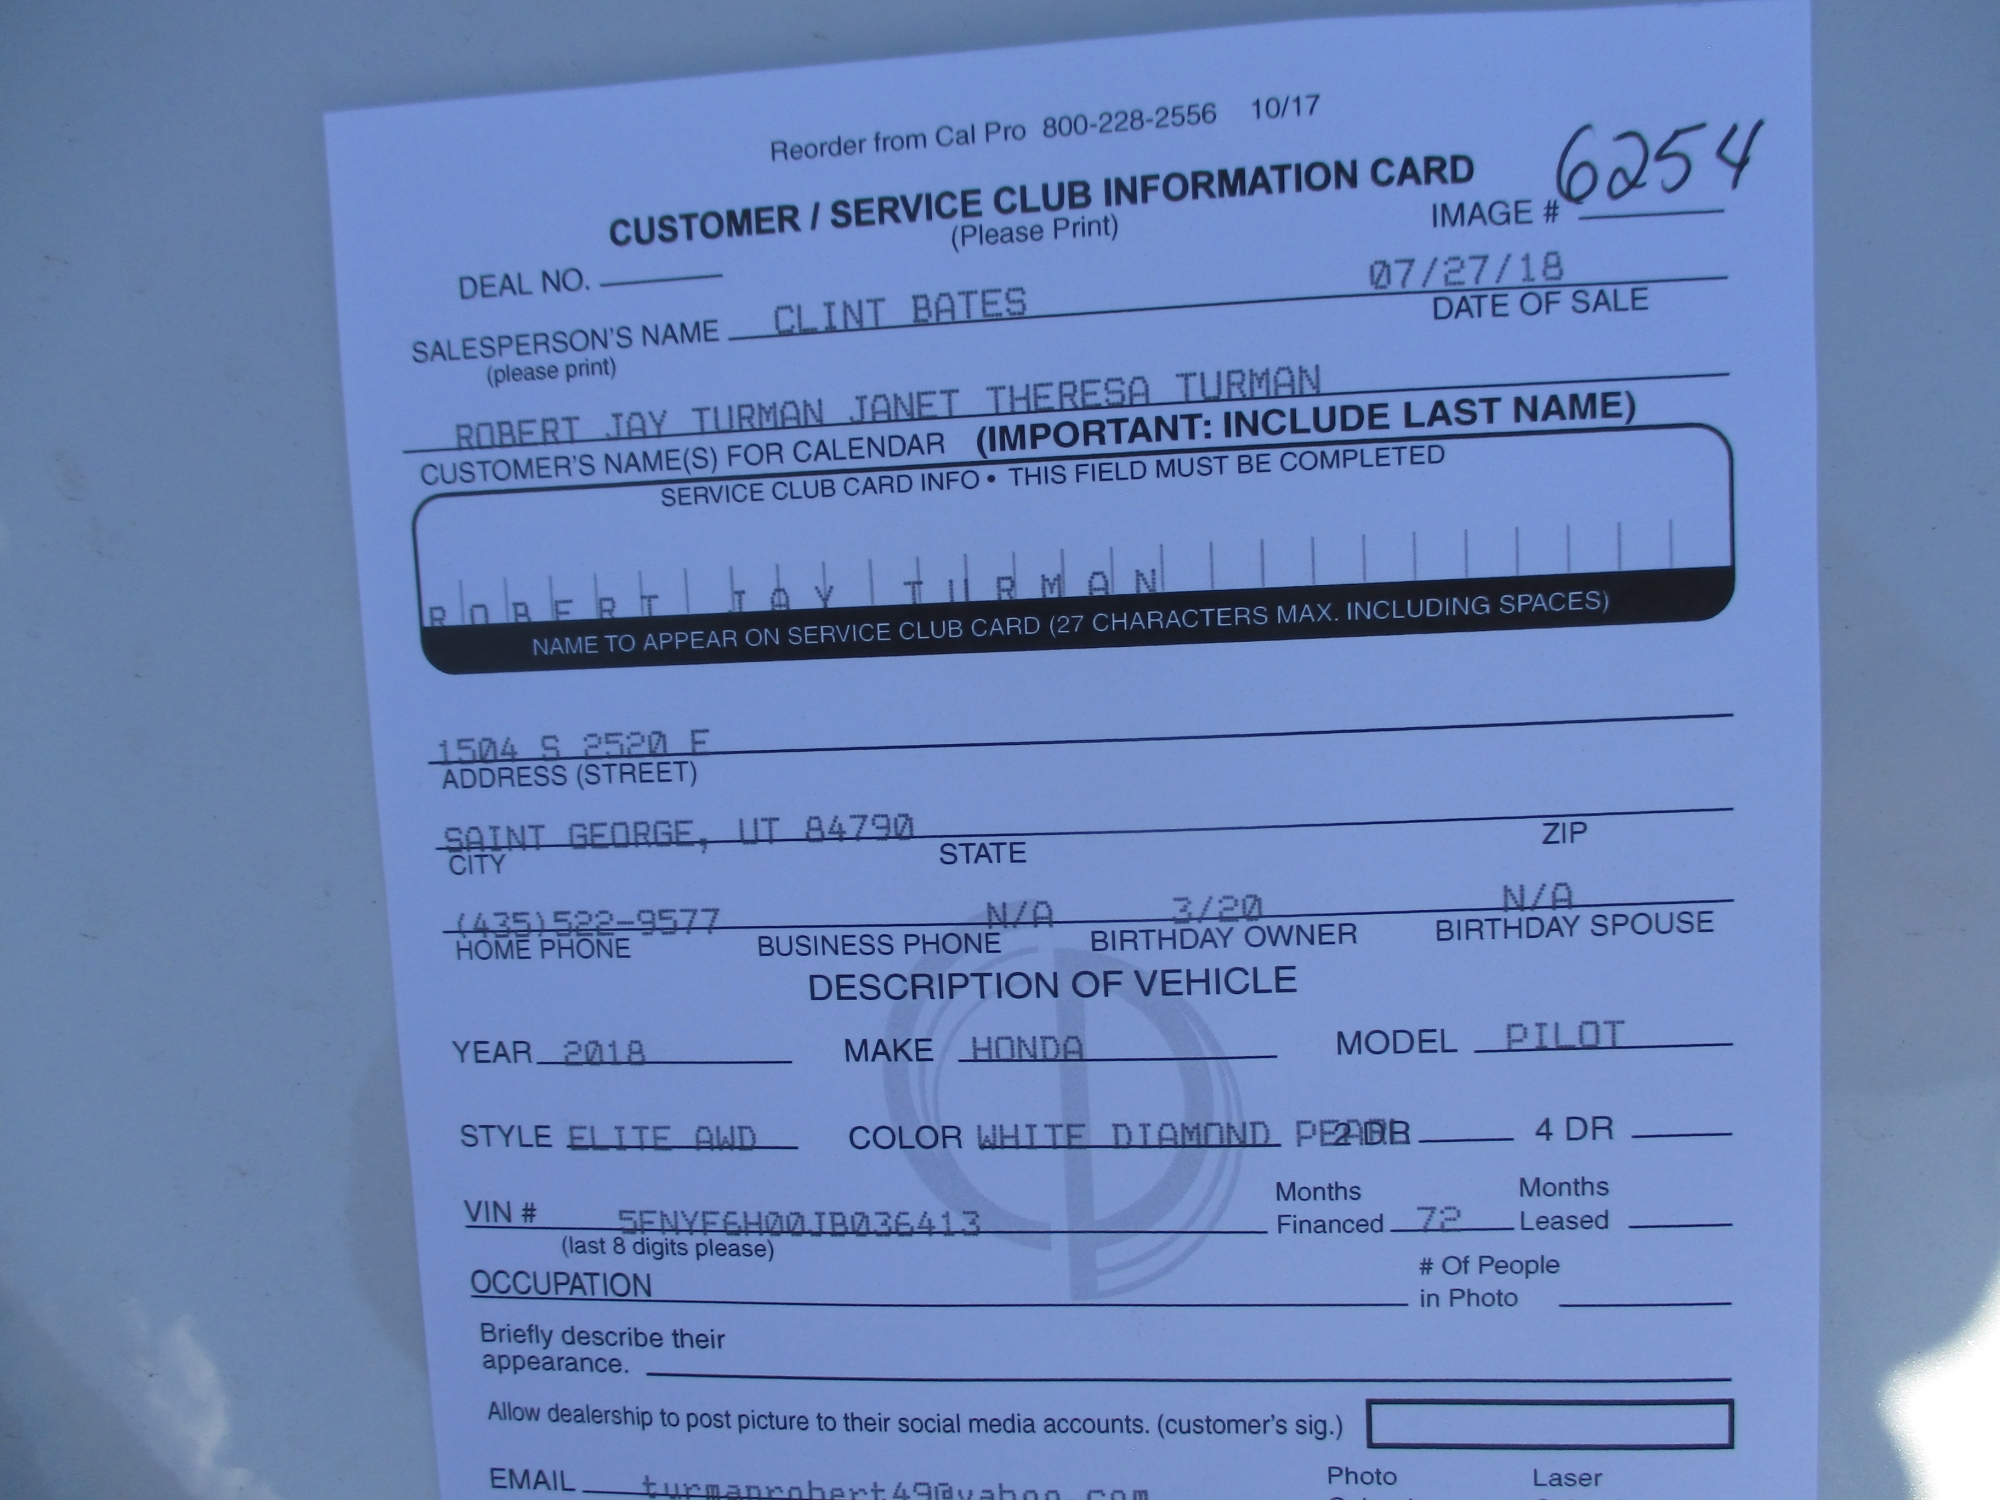 Reorder from Cal Pro 800-228-2556 10/17
CUSTOMER / SERVICE CLUB INFORMATION CARD
(Please Print)
IMAGE # 6254
DEAL NO.
07/27/18
DATE OF SALE
SALESPERSON'S NAME CLINT BATES
(please print)
ROBERT JAY TURMAN JANET THERESA TURMAN
CUSTOMER'S NAME(S) FOR CALENDAR (IMPORTANT: INCLUDE LAST NAME)
SERVICE CLUB CARD INFO • THIS FIELD MUST BE COMPLETED
ROBERT JAY TURMAN
NAME TO APPEAR ON SERVICE CLUB CARD (27 CHARACTERS MAX. INCLUDING SPACES)
1504 S 2520 E
ADDRESS (STREET)
SAINT GEORGE, UT 84790
CITY STATE ZIP
(435)522-9577 N/A 3/20 N/A
HOME PHONE BUSINESS PHONE BIRTHDAY OWNER BIRTHDAY SPOUSE
DESCRIPTION OF VEHICLE
YEAR 2018 MAKE HONDA MODEL PILOT
STYLE ELITE AWD COLOR WHITE DIAMOND PEARL 2 DR 4 DR
VIN # 5FNYF6H00JB036413 Months Financed 72 Months Leased
(last 8 digits please)
OCCUPATION # Of People in Photo
Briefly describe their
appearance.
Allow dealership to post picture to their social media accounts. (customer's sig.)
EMAIL turmanrobert49@yahoo.com Photo Laser